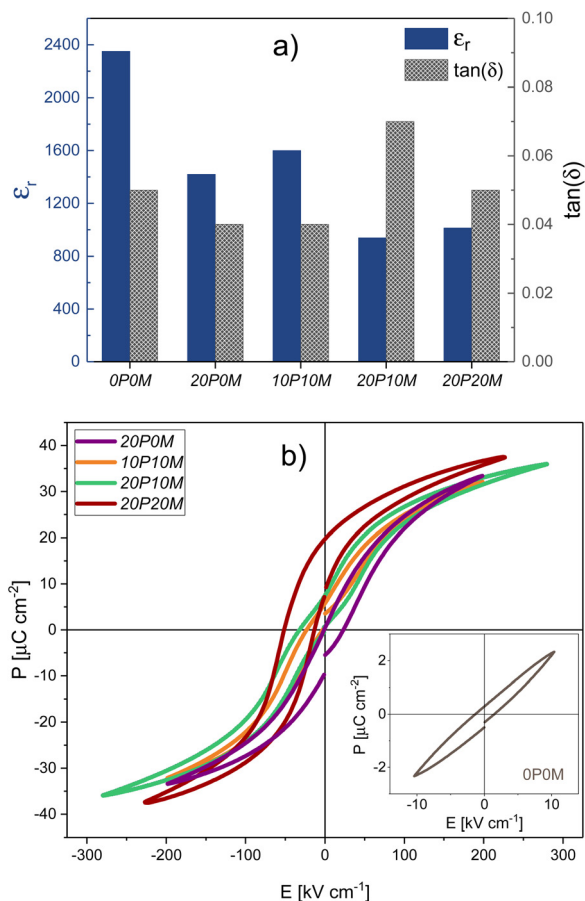 a)
ε_r
tan(δ)
2400
2000
1600
1200
800
400
0
ε_r
0.10
0.08
0.06
0.04
0.02
0.00
tan(δ)
0P0M
20P0M
10P10M
20P10M
20P20M
b)
20P0M
10P10M
20P10M
20P20M
40
30
20
10
0
-10
-20
-30
-40
P [μC cm⁻²]
-300
-200
-100
0
100
200
300
E [kV cm⁻¹]
2
0
-2
P [μC cm⁻²]
-10
0
10
E [kV cm⁻¹]
0P0M